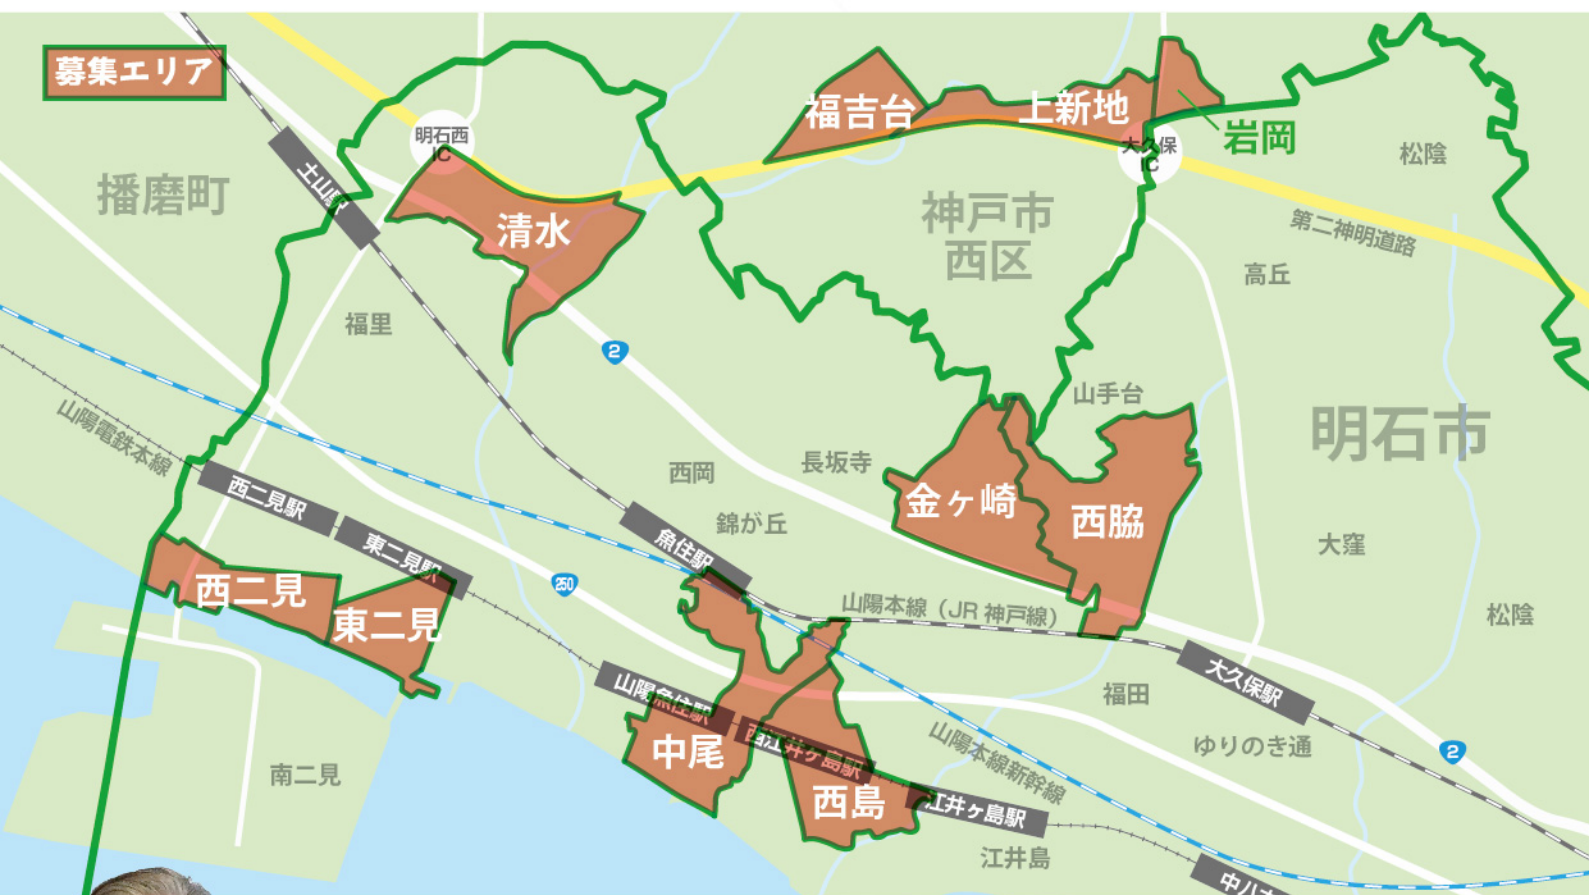 募集エリア
明石西
IC
福吉台
上新地
岩岡
大久保
IC
松陰
土山駅
播磨町
清水
神戸市
西区
第二神明道路
高丘
福里
2
山手台
明石市
山陽電鉄本線
西二見駅
東二見駅
西岡
長坂寺
金ヶ崎
西脇
錦が丘
魚住駅
大窪
250
西二見
東二見
山陽本線（JR 神戸線）
松陰
大久保駅
福田
山陽魚住駅
西江井ヶ島駅
中尾
山陽本線新幹線
ゆりのき通
2
南二見
西島
江井ヶ島駅
江井島